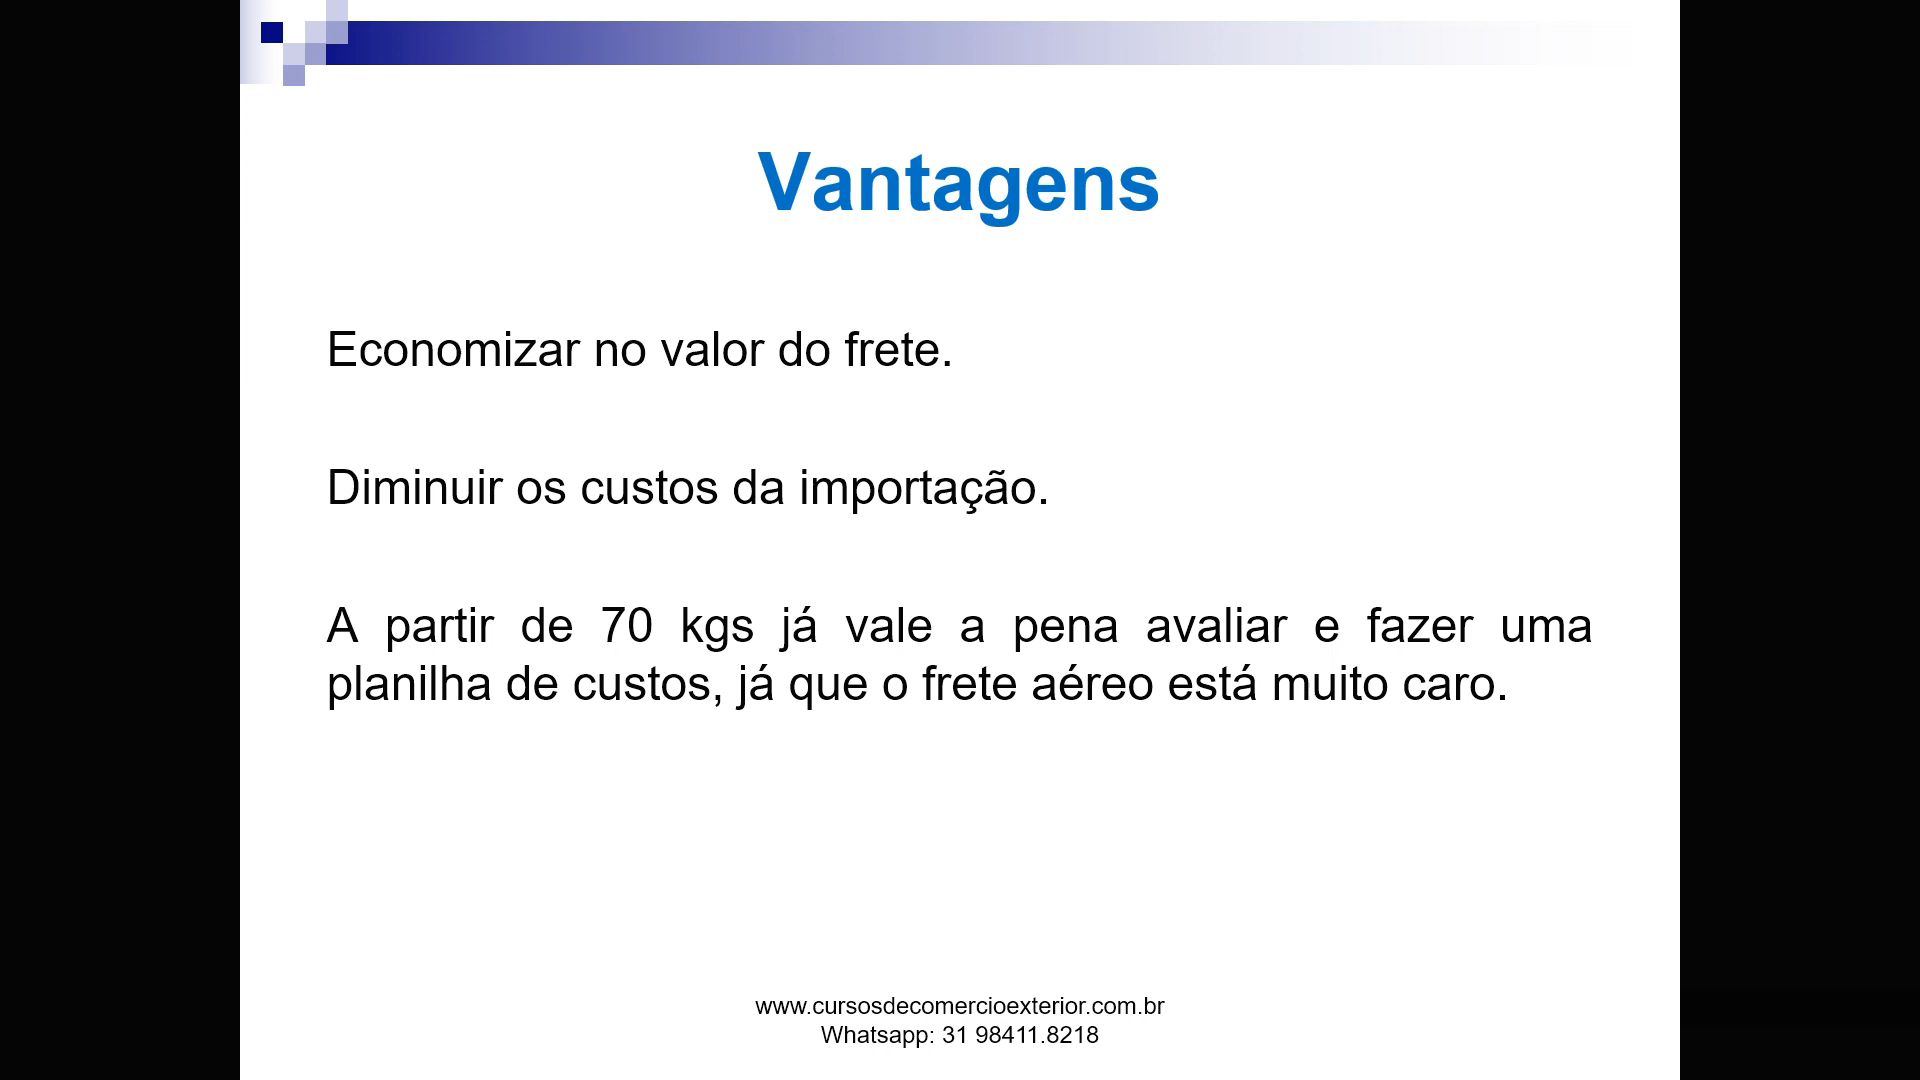 Vantagens
Economizar no valor do frete.
Diminuir os custos da importação.
A partir de 70 kgs já vale a pena avaliar e fazer uma
planilha de custos, já que o frete aéreo está muito caro.
www.cursosdecomercioexterior.com.br
Whatsapp: 31 98411.8218